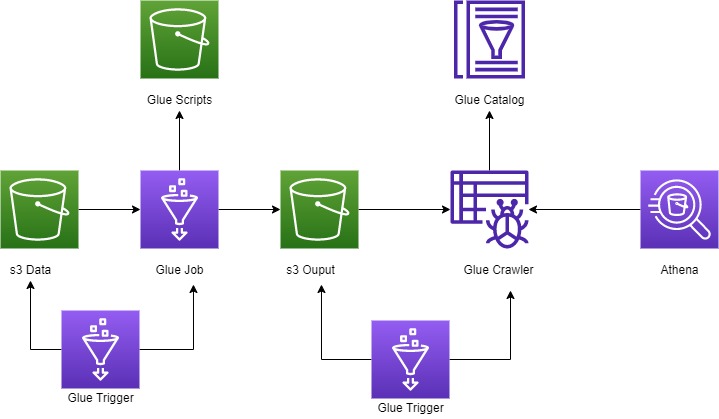 Glue Scripts
Glue Catalog
s3 Data
Glue Job
s3 Ouput
Glue Crawler
Athena
Glue Trigger
Glue Trigger